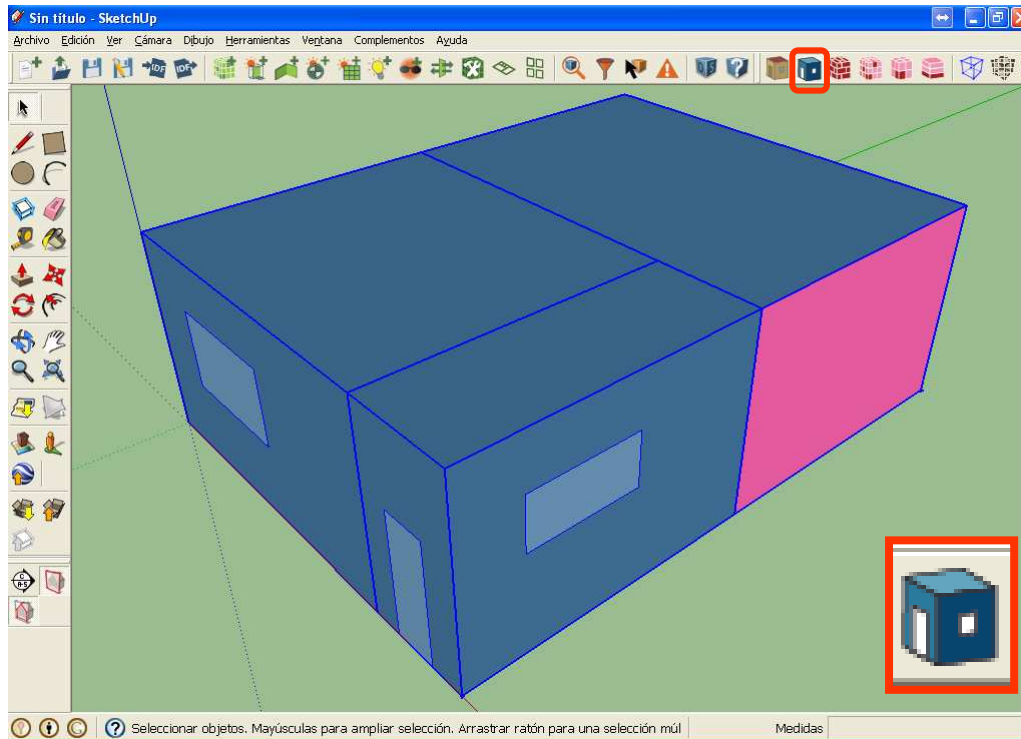 Sin título - SketchUp
Archivo Edición Ver Cámara Dibujo Herramientas Ventana Complementos Ayuda
IDF IDF
C
A-5
Seleccionar objetos. Mayúsculas para ampliar selección. Arrastrar ratón para una selección múl
Medidas